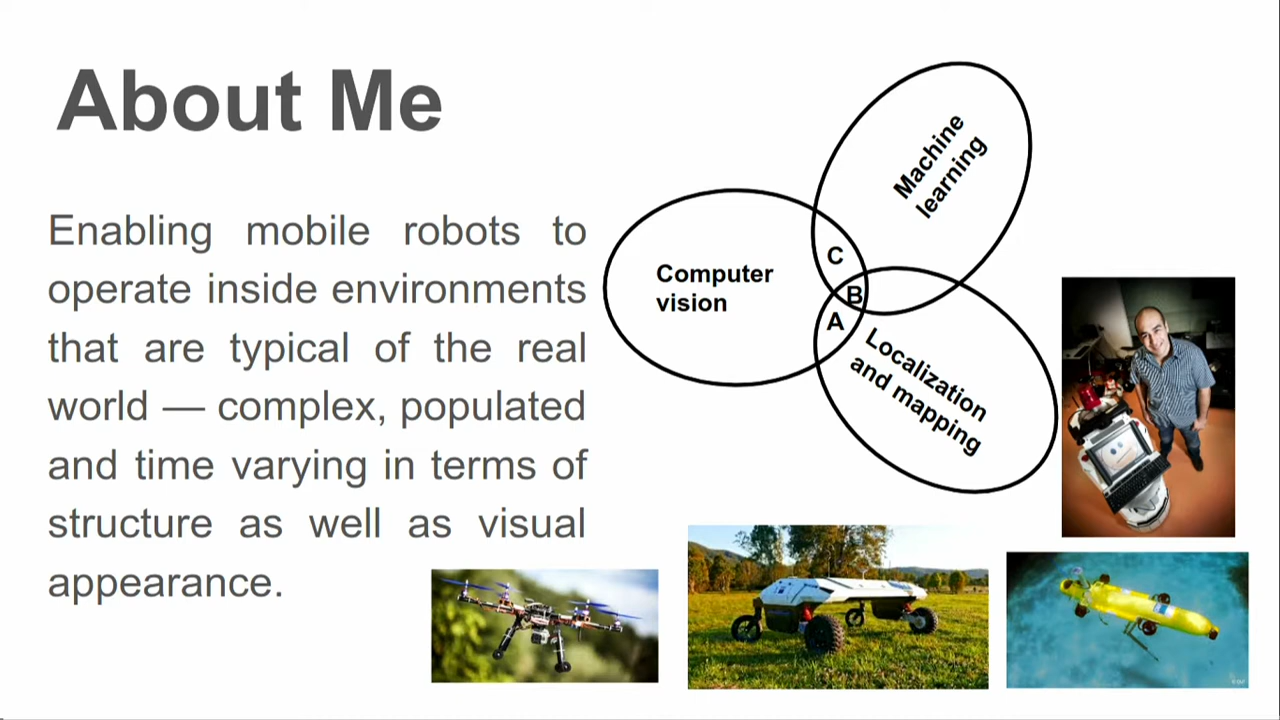 About Me
Enabling mobile robots to
operate inside environments
that are typical of the real
world — complex, populated
and time varying in terms of
structure as well as visual
appearance.
Machine
learning
Computer
vision
C
B
A
Localization
and mapping